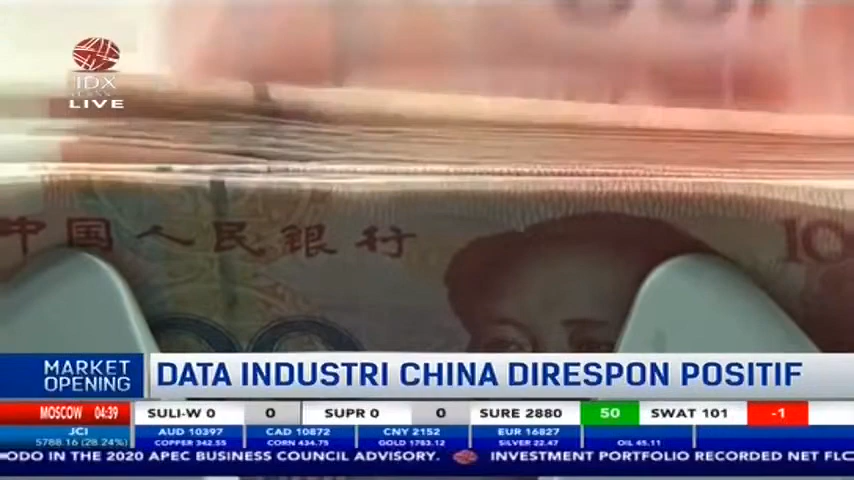 IDX
LIVE
中国人民银行
10
MARKET OPENING
DATA INDUSTRI CHINA DIRESPON POSITIF
MOSCOW 04:39
SULI-W 0 0 SUPR 0 0 SURE 2880 50 SWAT 101 -1
JCI
5788.16 (28.24%)
AUD 10397 CAD 10872 CNY 2152 EUR 16827
COPPER 342.55 CORN 434.75 GOLD 1783.12 SILVER 22.47 OIL 45.11
ODO IN THE 2020 APEC BUSINESS COUNCIL ADVISORY. INVESTMENT PORTFOLIO RECORDED NET FLC